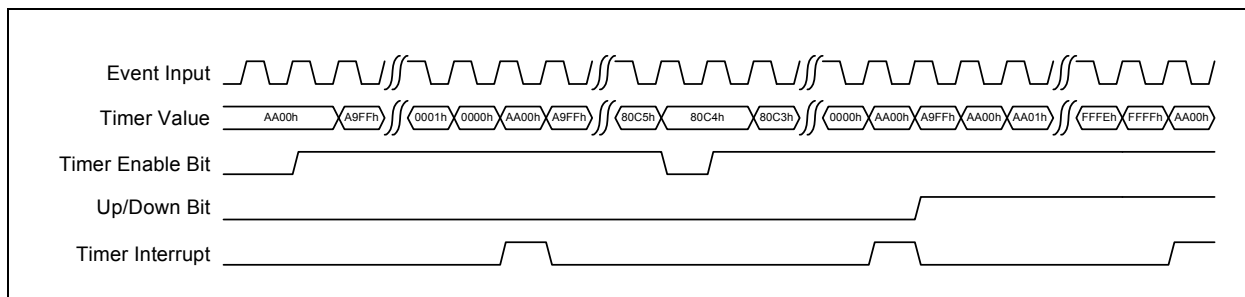 Event Input
Timer Value AA00h A9FFh 0001h 0000h AA00h A9FFh 80C5h 80C4h 80C3h 0000h AA00h A9FFh AA00h AA01h FFFEh FFFFh AA00h
Timer Enable Bit
Up/Down Bit
Timer Interrupt